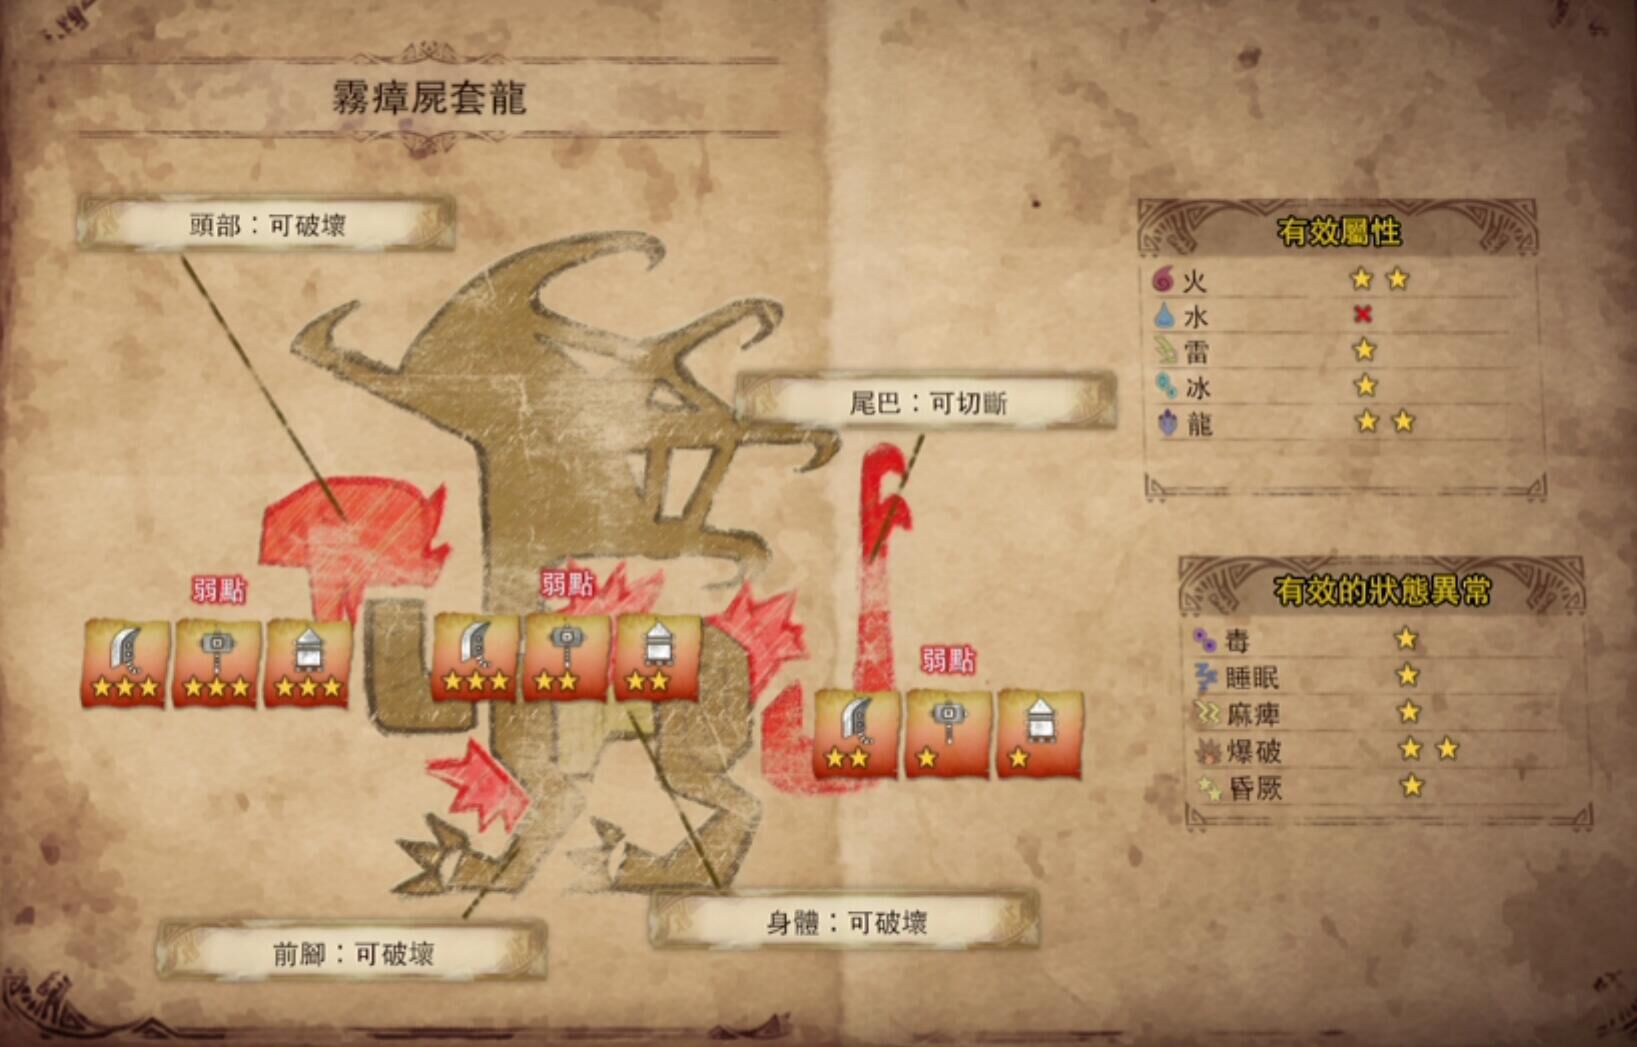 霧瘴屍套龍
頭部：可破壞
尾巴：可切斷
弱點
弱點
弱點
前腳：可破壞
身體：可破壞
有效屬性
火
水
雷
冰
龍
有效的狀態異常
毒
睡眠
麻痺
爆破
昏厥